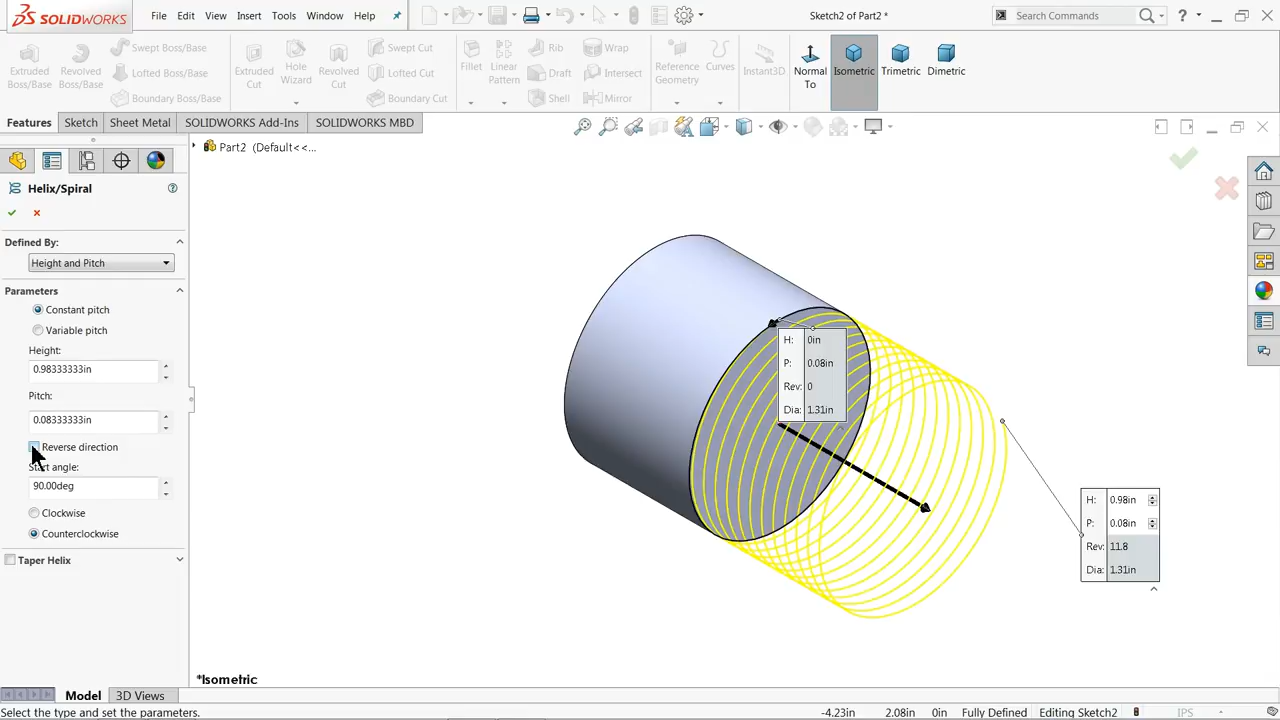 SOLIDWORKS File Edit View Insert Tools Window Help Sketch2 of Part2 * Search Commands ?
Extruded Boss/Base
Revolved Boss/Base
Swept Boss/Base
Lofted Boss/Base
Boundary Boss/Base
Extruded Cut
Hole Wizard
Revolved Cut
Swept Cut
Lofted Cut
Boundary Cut
Fillet
Linear Pattern
Rib
Draft
Shell
Wrap
Intersect
Mirror
Reference Geometry
Curves
Instant3D
Normal To
Isometric
Trimetric
Dimetric
Features Sketch Sheet Metal SOLIDWORKS Add-Ins SOLIDWORKS MBD
Part2 (Default<<...
Helix/Spiral ?
Defined By:
Height and Pitch
Parameters
Constant pitch
Variable pitch
Height:
0.98333333in
Pitch:
0.08333333in
Reverse direction
Start angle:
90.00deg
Clockwise
Counterclockwise
Taper Helix
H: 0in
P: 0.08in
Rev: 0
Dia: 1.31in
H: 0.98in
P: 0.08in
Rev: 11.8
Dia: 1.31in
*Isometric
Model 3D Views
Select the type and set the parameters. -4.23in 2.08in 0in Fully Defined Editing Sketch2 IPS -